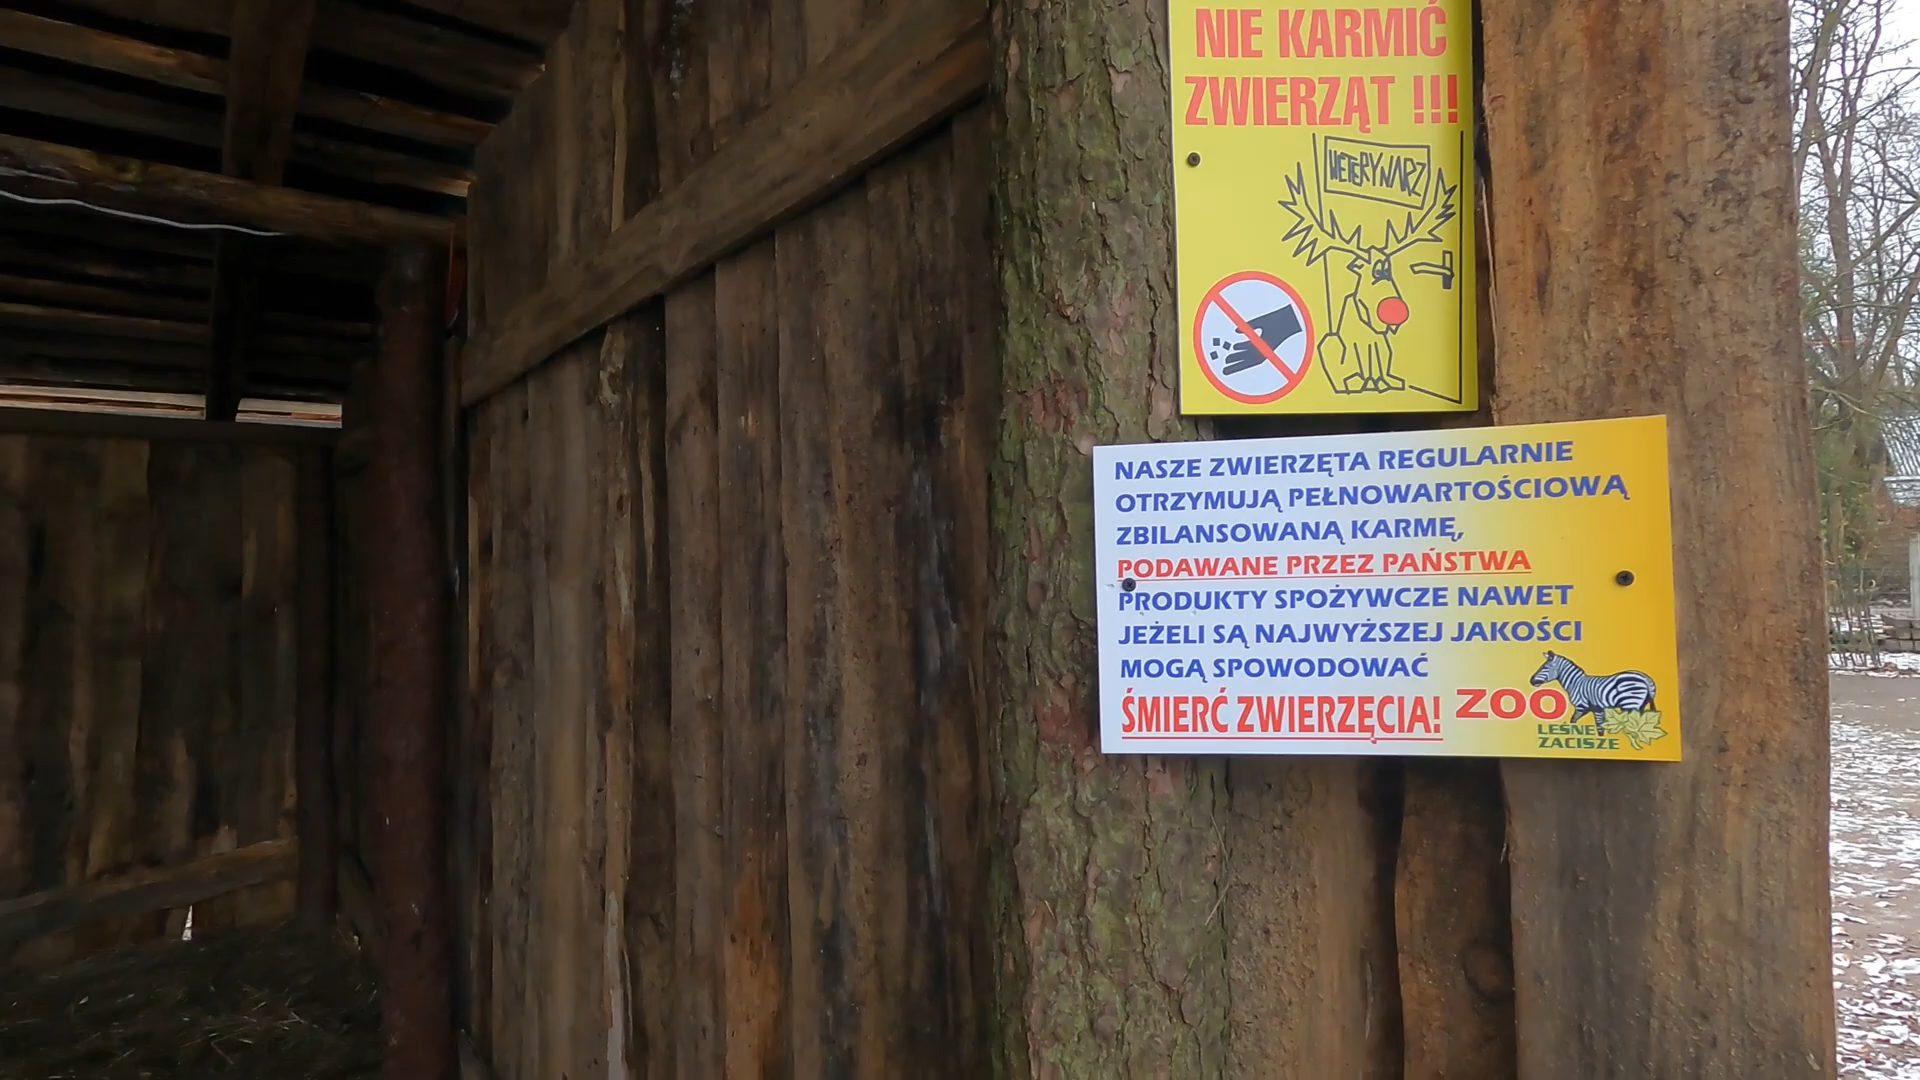 NIE KARMIĆ
ZWIERZĄT !!!
WETERYNARZ
NASZE ZWIERZĘTA REGULARNIE
OTRZYMUJĄ PEŁNOWARTOŚCIOWĄ
ZBILANSOWANĄ KARMĘ,
PODAWANE PRZEZ PAŃSTWA
PRODUKTY SPOŻYWCZE NAWET
JEŻELI SĄ NAJWYŻSZEJ JAKOŚCI
MOGĄ SPOWODOWAĆ
ŚMIERĆ ZWIERZĘCIA!
ZOO
LEŚNE
ZACISZE